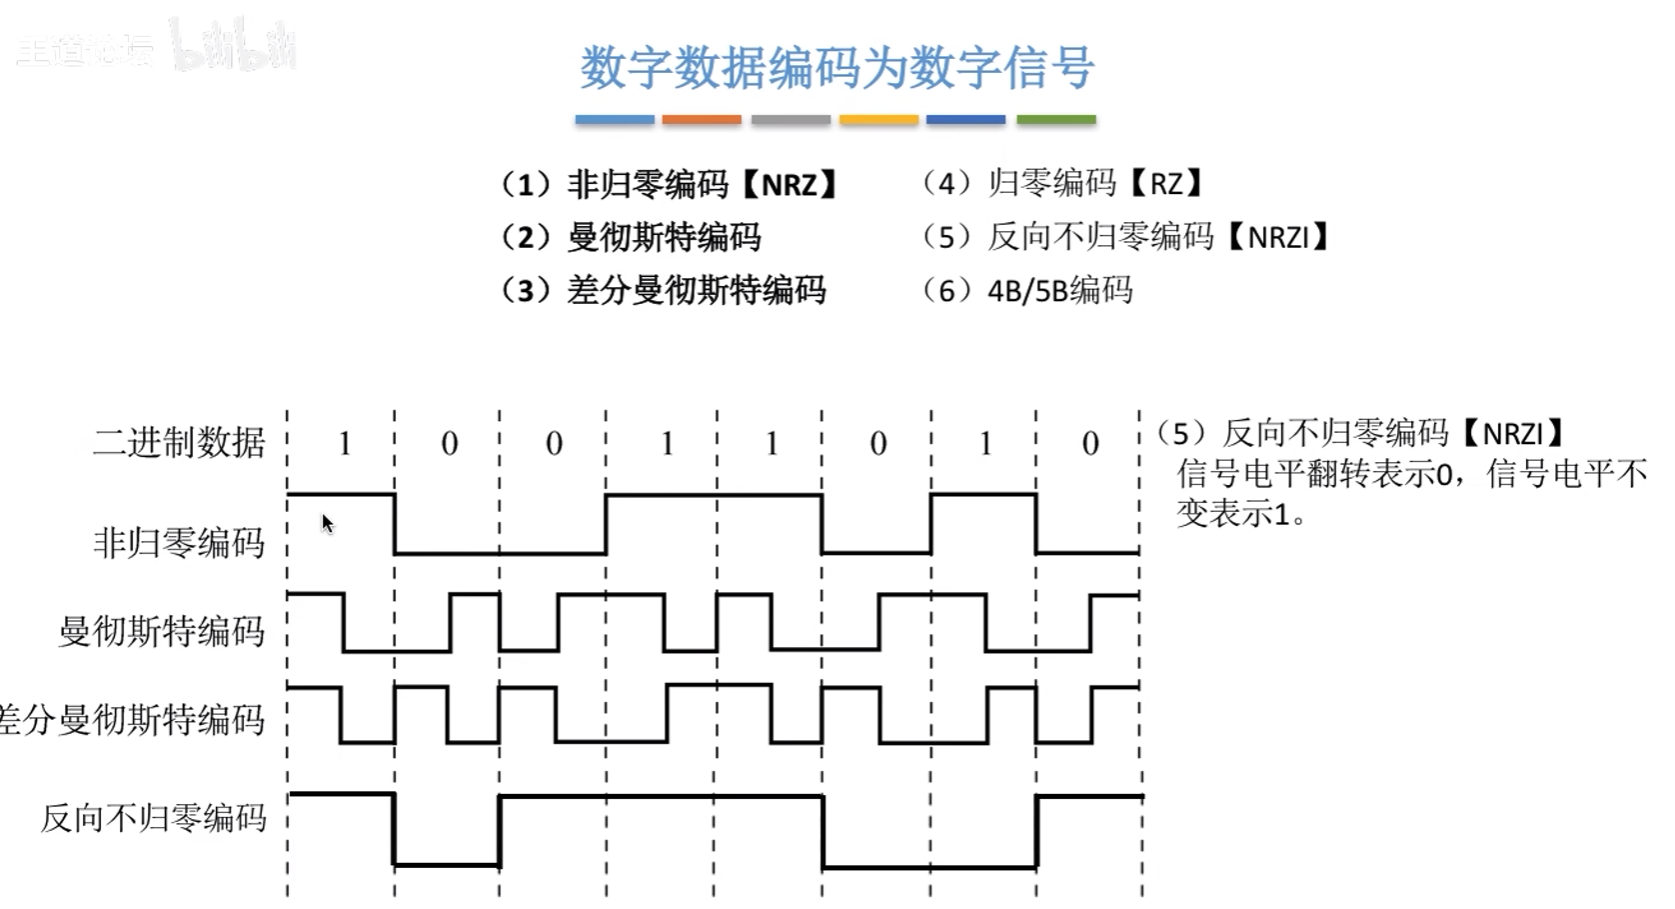 王道论坛 bilibili
数字数据编码为数字信号
（1）非归零编码【NRZ】
（2）曼彻斯特编码
（3）差分曼彻斯特编码
（4）归零编码【RZ】
（5）反向不归零编码【NRZI】
（6）4B/5B编码
二进制数据 1 0 0 1 1 0 1 0
非归零编码
曼彻斯特编码
差分曼彻斯特编码
反向不归零编码
（5）反向不归零编码【NRZI】
信号电平翻转表示0，信号电平不
变表示1。